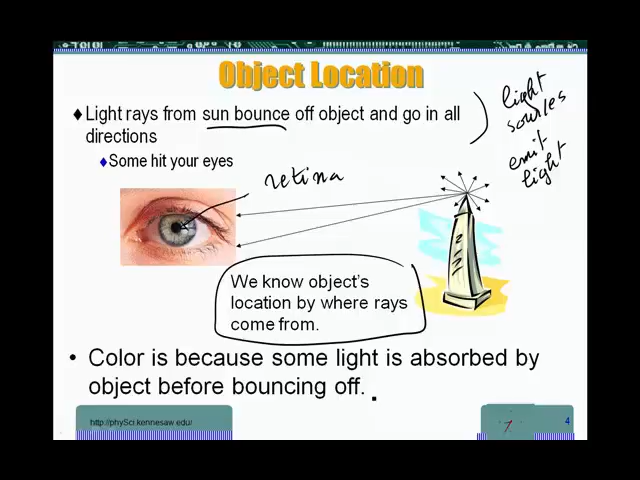 Object Location
♦Light rays from sun bounce off object and go in all
directions
♦Some hit your eyes
light
sources
emit
light
retina
We know object's
location by where rays
come from.
• Color is because some light is absorbed by
object before bouncing off.
http://phySci.kennesaw.edu/
4